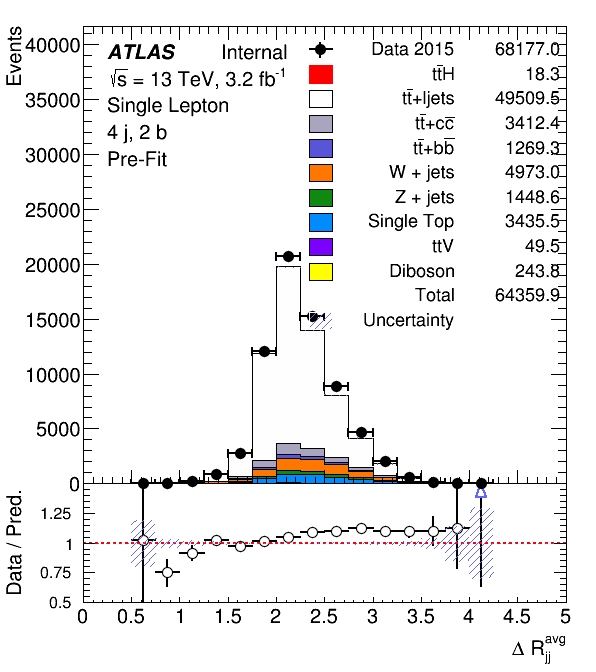 Events
40000
35000
30000
25000
20000
15000
10000
5000
0
ATLAS Internal
√s = 13 TeV, 3.2 fb⁻¹
Single Lepton
4 j, 2 b
Pre-Fit
Data 2015 68177.0
tt̄H 18.3
tt̄+ljets 49509.5
tt̄+cc̄ 3412.4
tt̄+bb̄ 1269.3
W + jets 4973.0
Z + jets 1448.6
Single Top 3435.5
ttV 49.5
Diboson 243.8
Total 64359.9
Uncertainty
Data / Pred.
1.25
1
0.75
0.5
0 0.5 1 1.5 2 2.5 3 3.5 4 4.5 5
Δ R_jj^avg